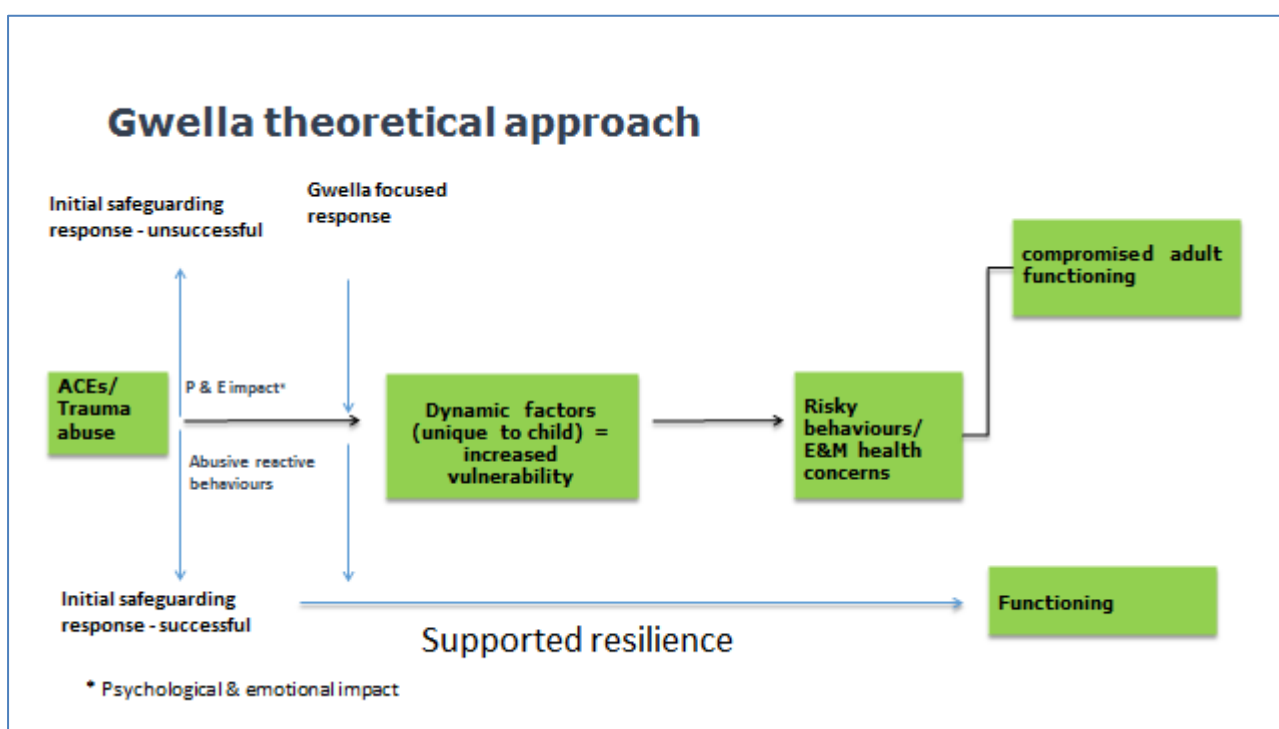 Gwella theoretical approach
Initial safeguarding
response - unsuccessful
Gwella focused
response
compromised adult
functioning
ACEs/
Trauma
abuse
P & E impact*
Abusive reactive
behaviours
Dynamic factors
(unique to child) =
increased
vulnerability
Risky
behaviours/
E&M health
concerns
Initial safeguarding
response - successful
Supported resilience
Functioning
* Psychological & emotional impact